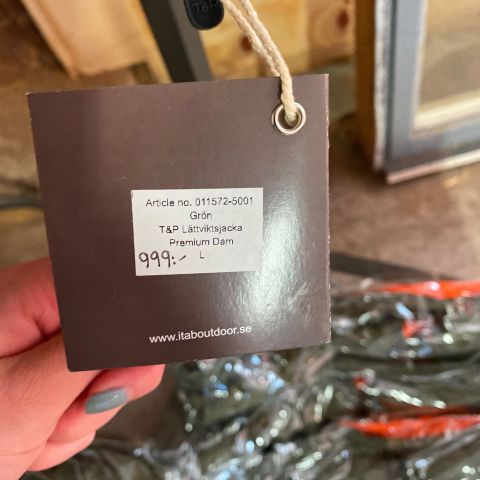 T&P
Article no. 011572-5001
Grön
T&P Lättviktsjacka
Premium Dam
999:- L
www.itaboutdoor.se